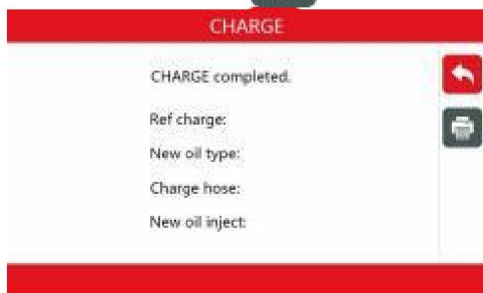 CHARGE
CHARGE completed.
Ref charge:
New oil type:
Charge hose:
New oil inject: